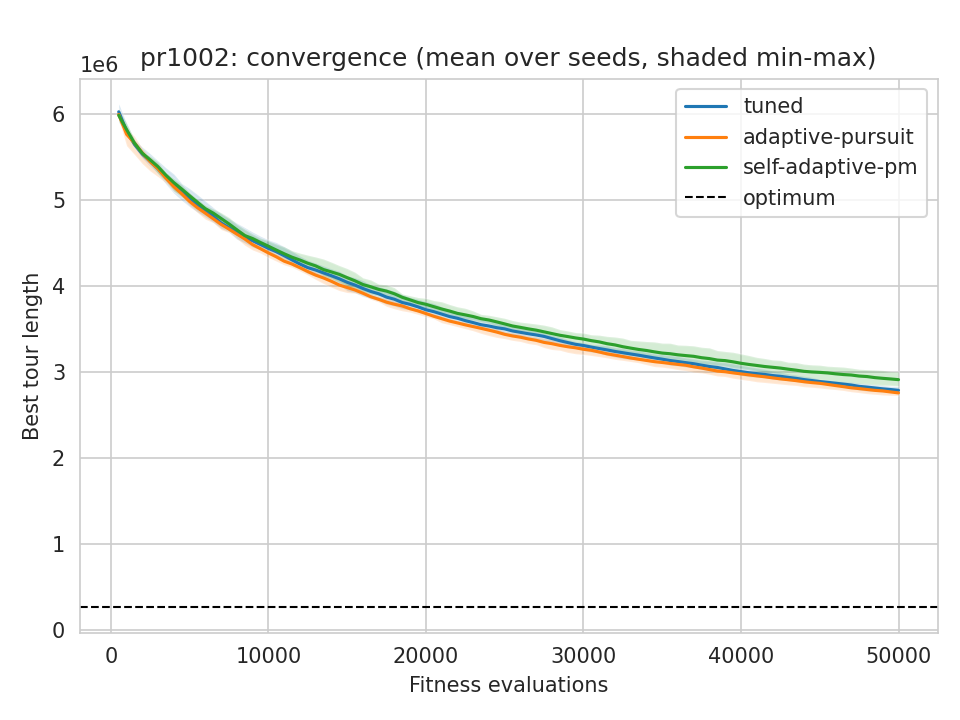 pr1002: convergence (mean over seeds, shaded min-max)
1e6
tuned
adaptive-pursuit
self-adaptive-pm
optimum
6
5
4
3
2
1
0
Best tour length
0 10000 20000 30000 40000 50000
Fitness evaluations